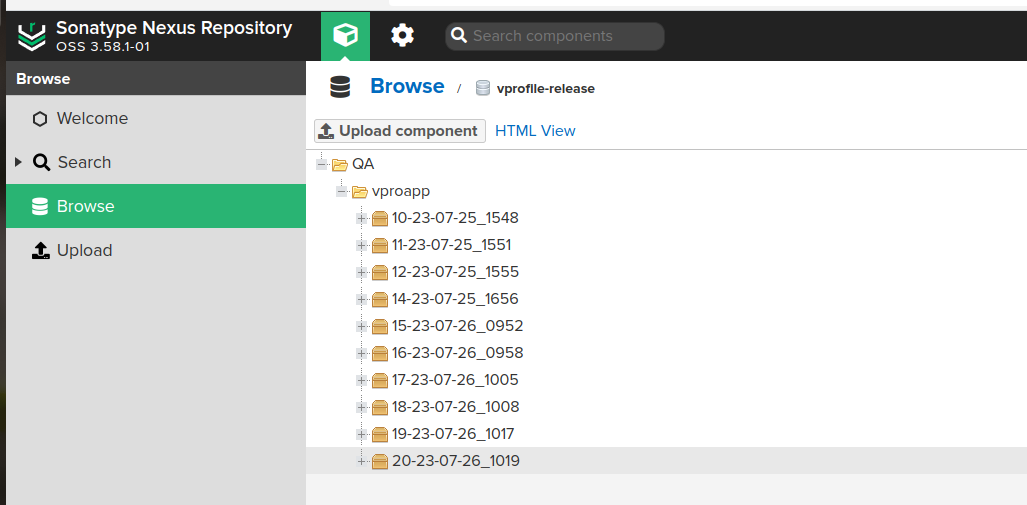 Sonatype Nexus Repository
OSS 3.58.1-01
Search components
Browse
Welcome
Search
Browse
Upload
Browse / vprofile-release
Upload component HTML View
QA
vproapp
10-23-07-25_1548
11-23-07-25_1551
12-23-07-25_1555
14-23-07-25_1656
15-23-07-26_0952
16-23-07-26_0958
17-23-07-26_1005
18-23-07-26_1008
19-23-07-26_1017
20-23-07-26_1019